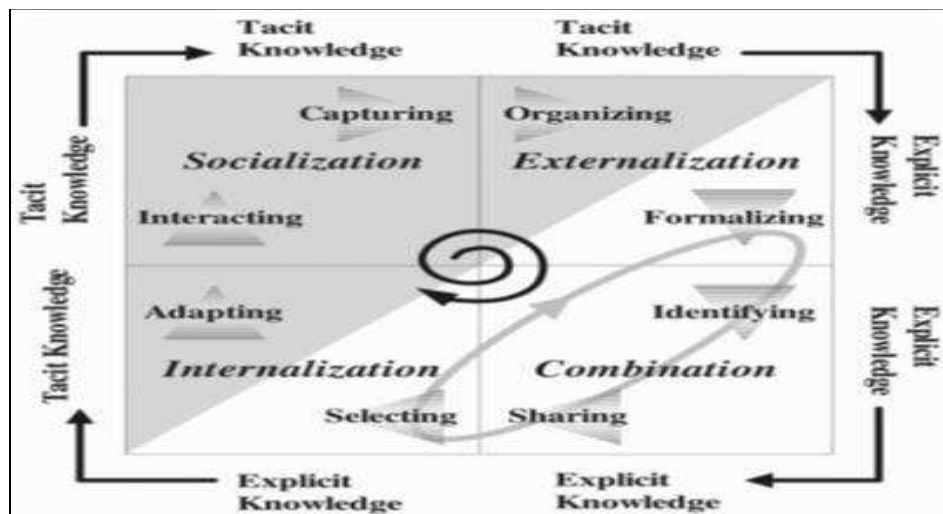 Tacit
Knowledge
Tacit
Knowledge
Capturing
Organizing
Socialization
Externalization
Tacit
Knowledge
Explicit
Knowledge
Interacting
Formalizing
Adapting
Identifying
Tacit Knowledge
Explicit
Knowledge
Internalization
Combination
Selecting
Sharing
Explicit
Knowledge
Explicit
Knowledge